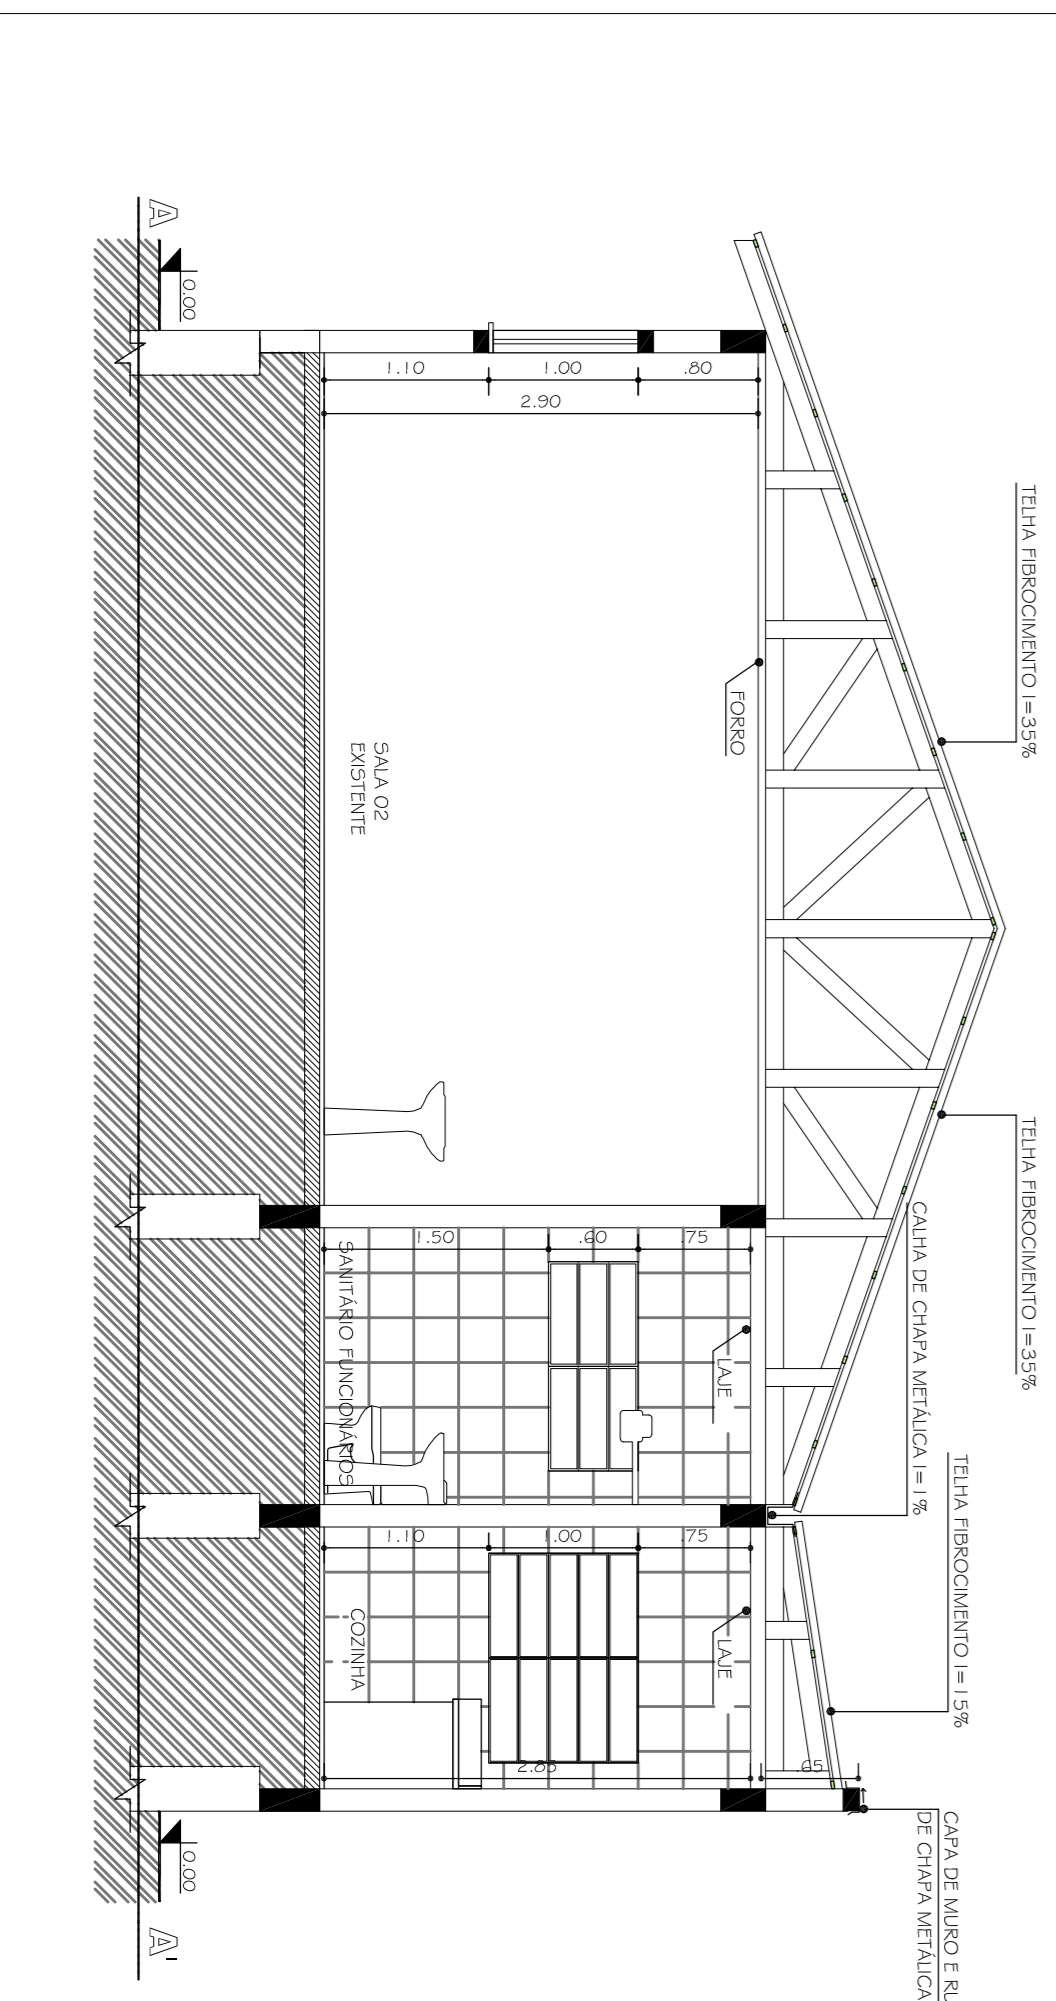 TELHA FIBROCIMENTO I=35%
TELHA FIBROCIMENTO I=35%
CALHA DE CHAPA METÁLICA I=1%
TELHA FIBROCIMENTO I=15%
CAPA DE MURO E RU
DE CHAPA METÁLICA
FORRO
LAJE
LAJE
.80
1.00
1.10
2.90
.75
.60
1.50
.75
1.00
1.10
.65
2.85
SALA 02
EXISTENTE
SANITÁRIO FUNCIONÁRIOS
COZINHA
0.00
0.00
A
A'